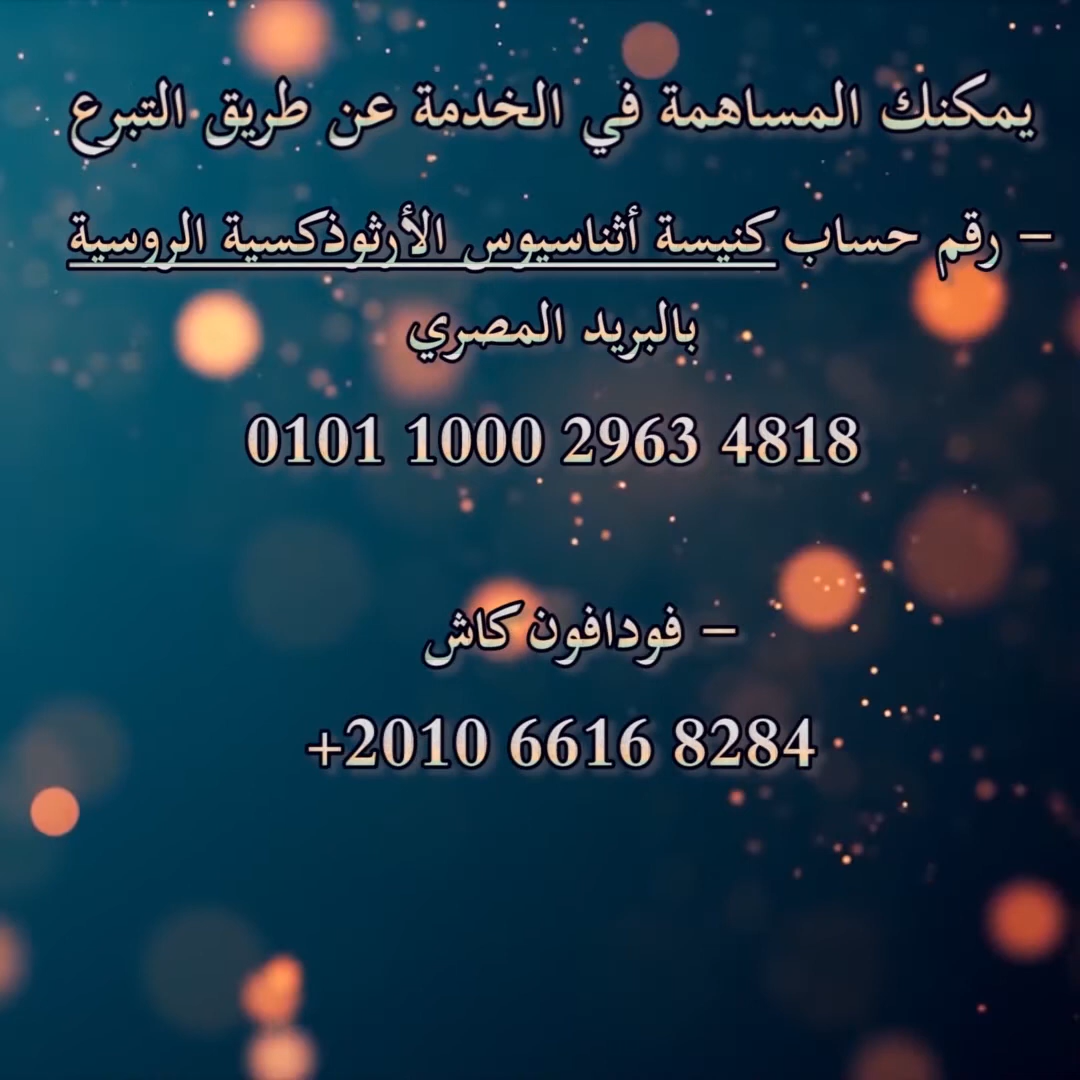 يمكنك المساهمة في الخدمة عن طريق التبرع
– رقم حساب كنيسة أثناسيوس الأرثوذكسية الروسية
بالبريد المصري
0101 1000 2963 4818
– فودافون كاش
+2010 6616 8284